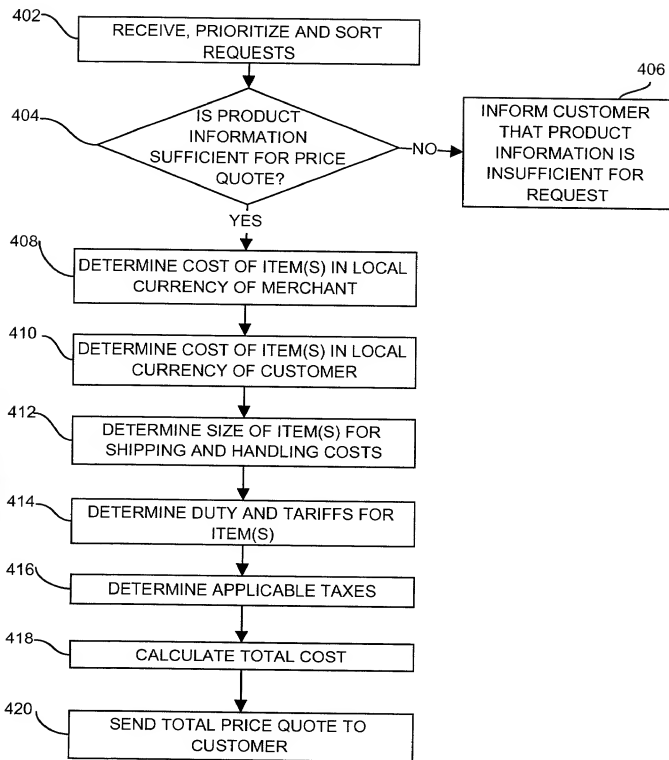 402
RECEIVE, PRIORITIZE AND SORT
REQUESTS
404
IS PRODUCT
INFORMATION
SUFFICIENT FOR PRICE
QUOTE?
NO
406
INFORM CUSTOMER
THAT PRODUCT
INFORMATION IS
INSUFFICIENT FOR
REQUEST
YES
408
DETERMINE COST OF ITEM(S) IN LOCAL
CURRENCY OF MERCHANT
410
DETERMINE COST OF ITEM(S) IN LOCAL
CURRENCY OF CUSTOMER
412
DETERMINE SIZE OF ITEM(S) FOR
SHIPPING AND HANDLING COSTS
414
DETERMINE DUTY AND TARIFFS FOR
ITEM(S)
416
DETERMINE APPLICABLE TAXES
418
CALCULATE TOTAL COST
420
SEND TOTAL PRICE QUOTE TO
CUSTOMER